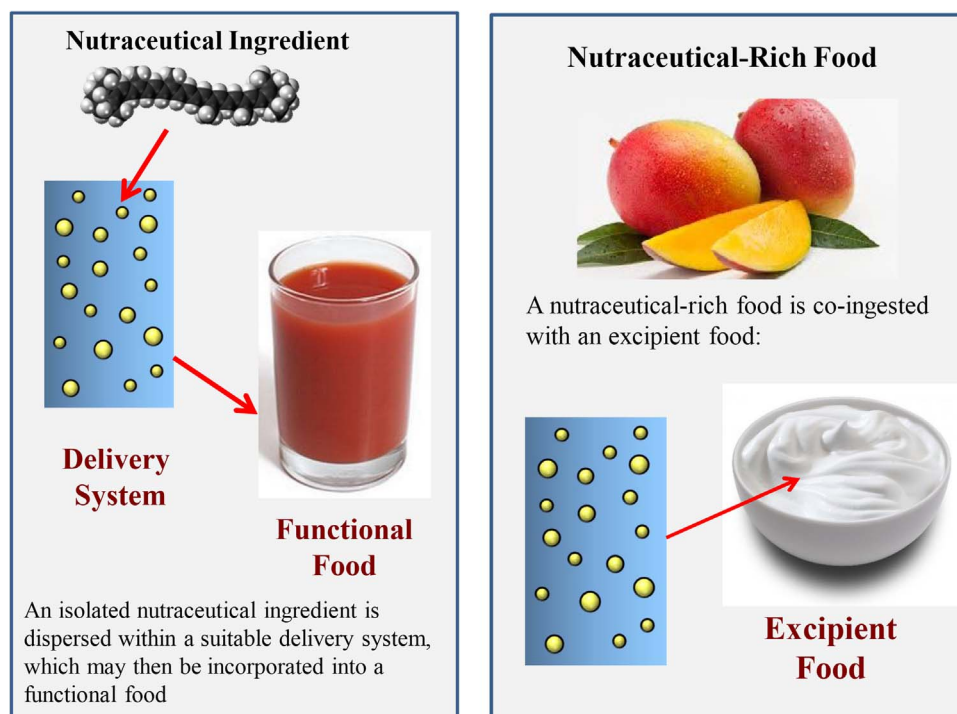 Nutraceutical Ingredient
Delivery
System
Functional
Food
An isolated nutraceutical ingredient is
dispersed within a suitable delivery system,
which may then be incorporated into a
functional food
Nutraceutical-Rich Food
A nutraceutical-rich food is co-ingested
with an excipient food:
Excipient
Food